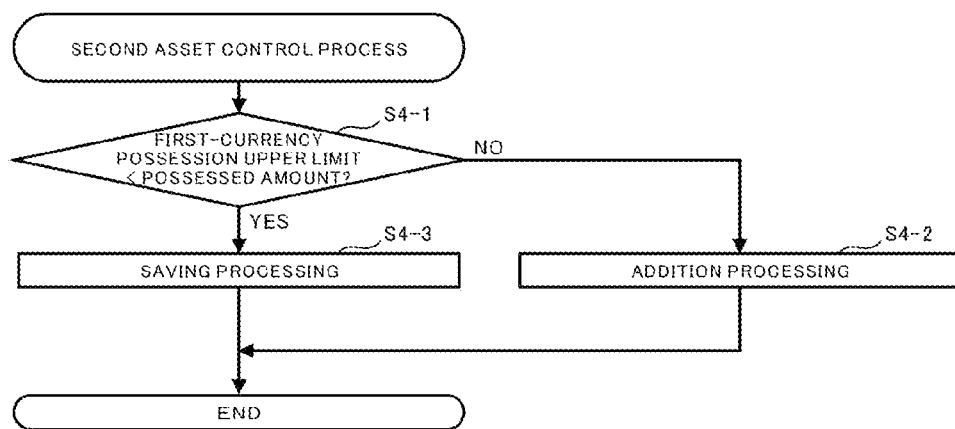 SECOND ASSET CONTROL PROCESS
S4-1
FIRST-CURRENCY
POSSESSION UPPER LIMIT
< POSSESSED AMOUNT?
NO
YES
S4-3
SAVING PROCESSING
S4-2
ADDITION PROCESSING
END